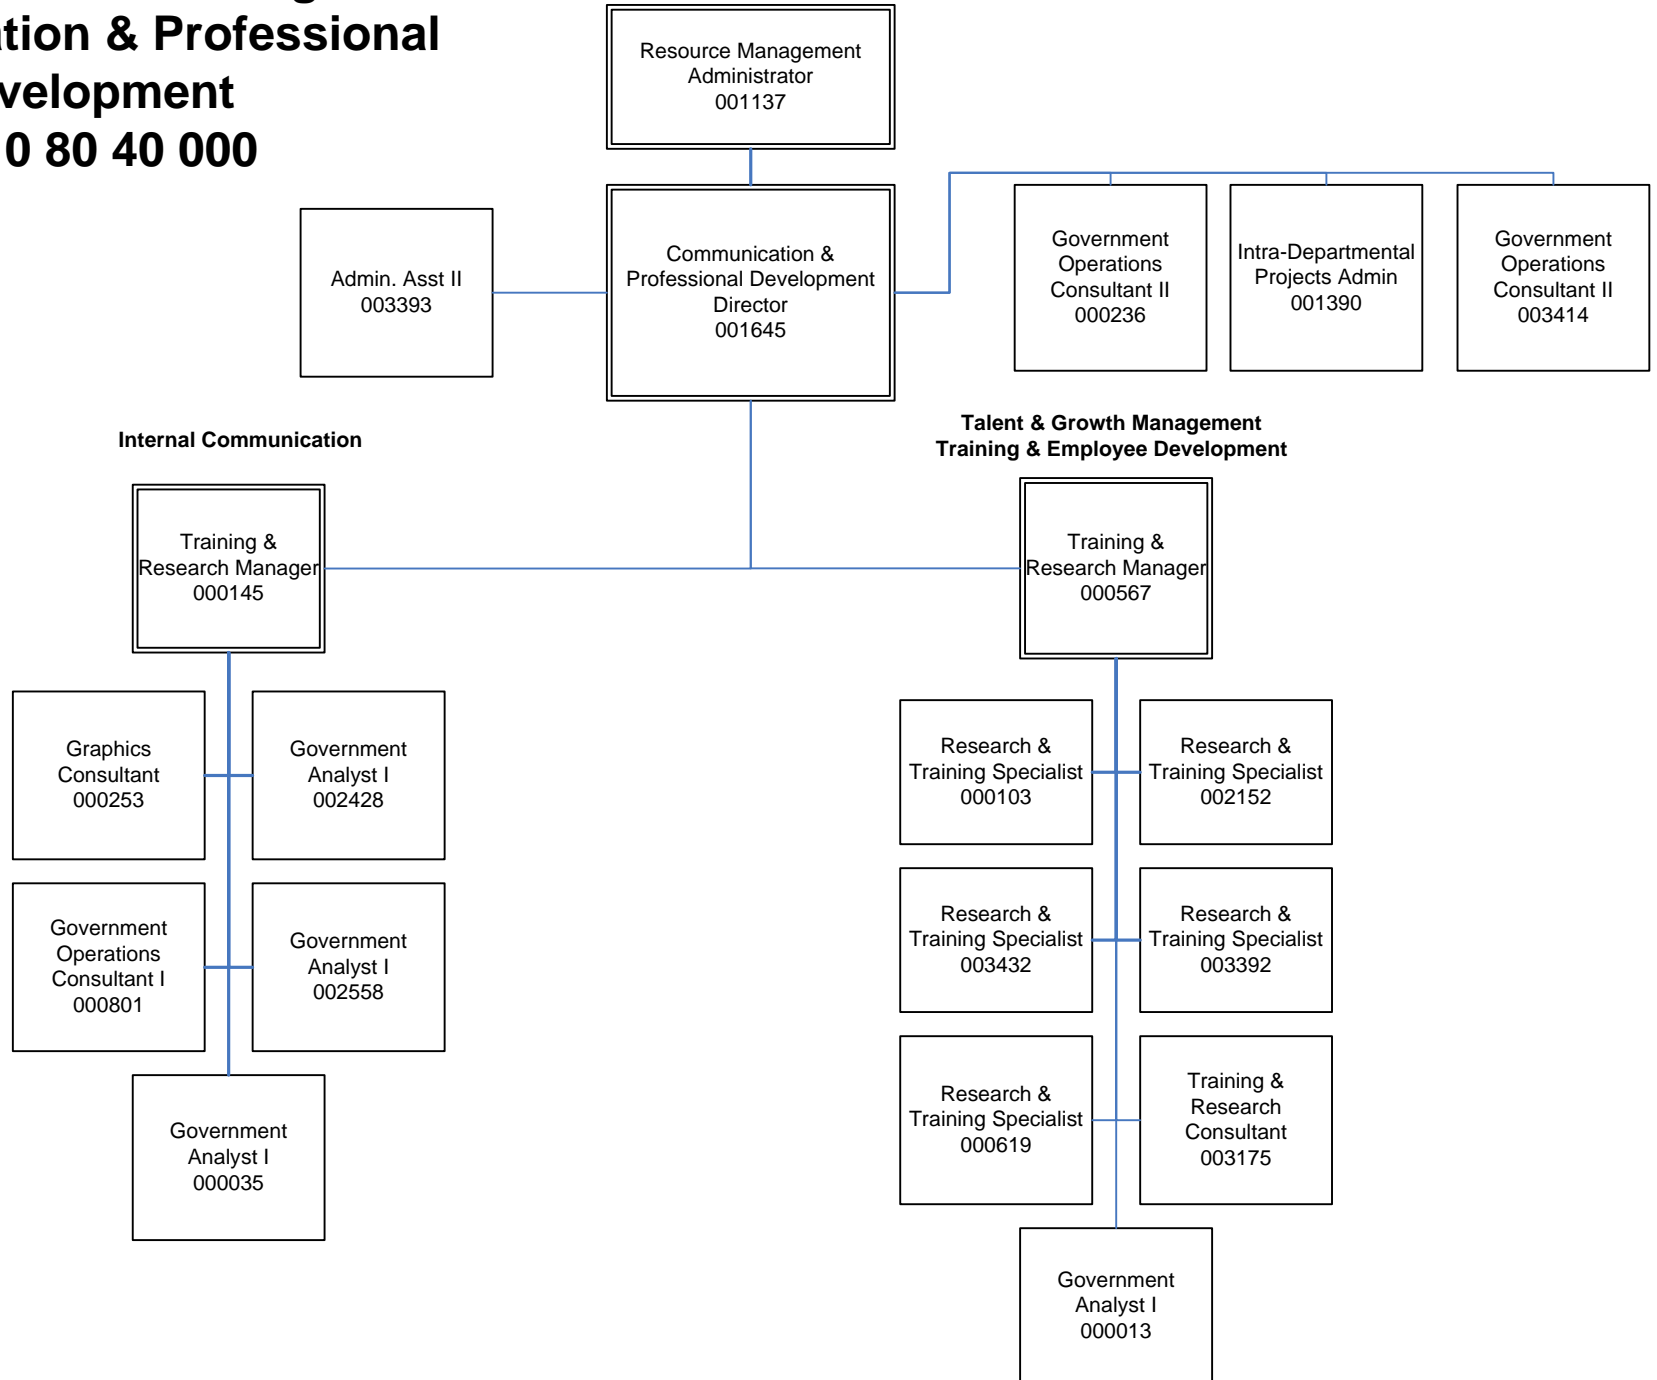 & Professional
0 80 40 000
Resource Management
Administrator
001137
Communication &
Professional Development
Director
001645
Admin. Asst II
003393
Government
Operations
Consultant II
000236
Intra-Departmental
Projects Admin
001390
Government
Operations
Consultant II
003414
Internal Communication
Talent & Growth Management
Training & Employee Development
Training &
Research Manager
000145
Training &
Research Manager
000567
Graphics
Consultant
000253
Government
Analyst I
002428
Government
Operations
Consultant I
000801
Government
Analyst I
002558
Government
Analyst I
000035
Research &
Training Specialist
000103
Research &
Training Specialist
002152
Research &
Training Specialist
003432
Research &
Training Specialist
003392
Research &
Training Specialist
000619
Training &
Research
Consultant
003175
Government
Analyst I
000013